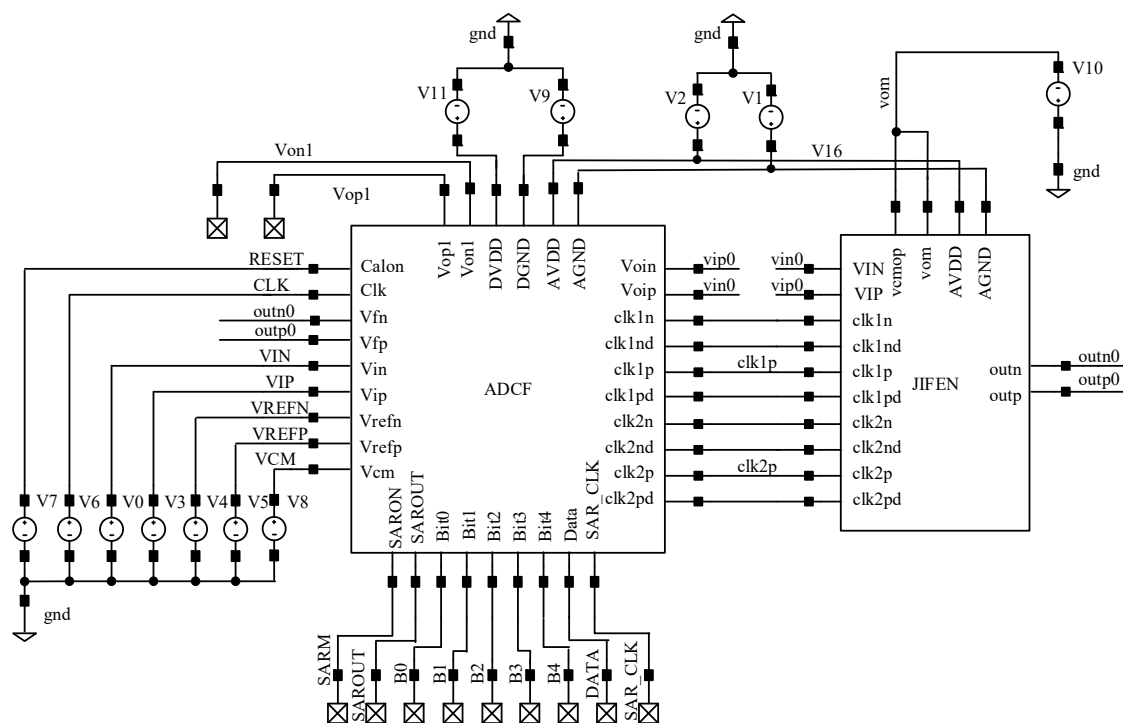 gnd
gnd
V11
V9
V2
V1
V10
vom
Von1
V16
gnd
Vop1
Vop1
Von1
DVDD
DGND
AVDD
AGND
vcmop
vom
AVDD
AGND
RESET
Calon
Voin
vip0
vin0
VIN
CLK
Clk
Voip
vin0
vip0
VIP
outn0
Vfn
clk1n
clk1n
outp0
Vfp
clk1nd
clk1nd
VIN
Vin
clk1p
clk1p
clk1p
outn
outn0
VIP
Vip
ADCF
clk1pd
clk1pd
JIFEN
outp
outp0
VREFN
Vrefn
clk2n
clk2n
VREFP
Vrefp
clk2nd
clk2nd
VCM
Vcm
clk2p
clk2p
clk2p
clk2pd
clk2pd
V7
V6
V0
V3
V4
V5
V8
SARON
SAROUT
Bit0
Bit1
Bit2
Bit3
Bit4
Data
SAR_CLK
gnd
SARM
SAROUT
B0
B1
B2
B3
B4
DATA
SAR_CLK